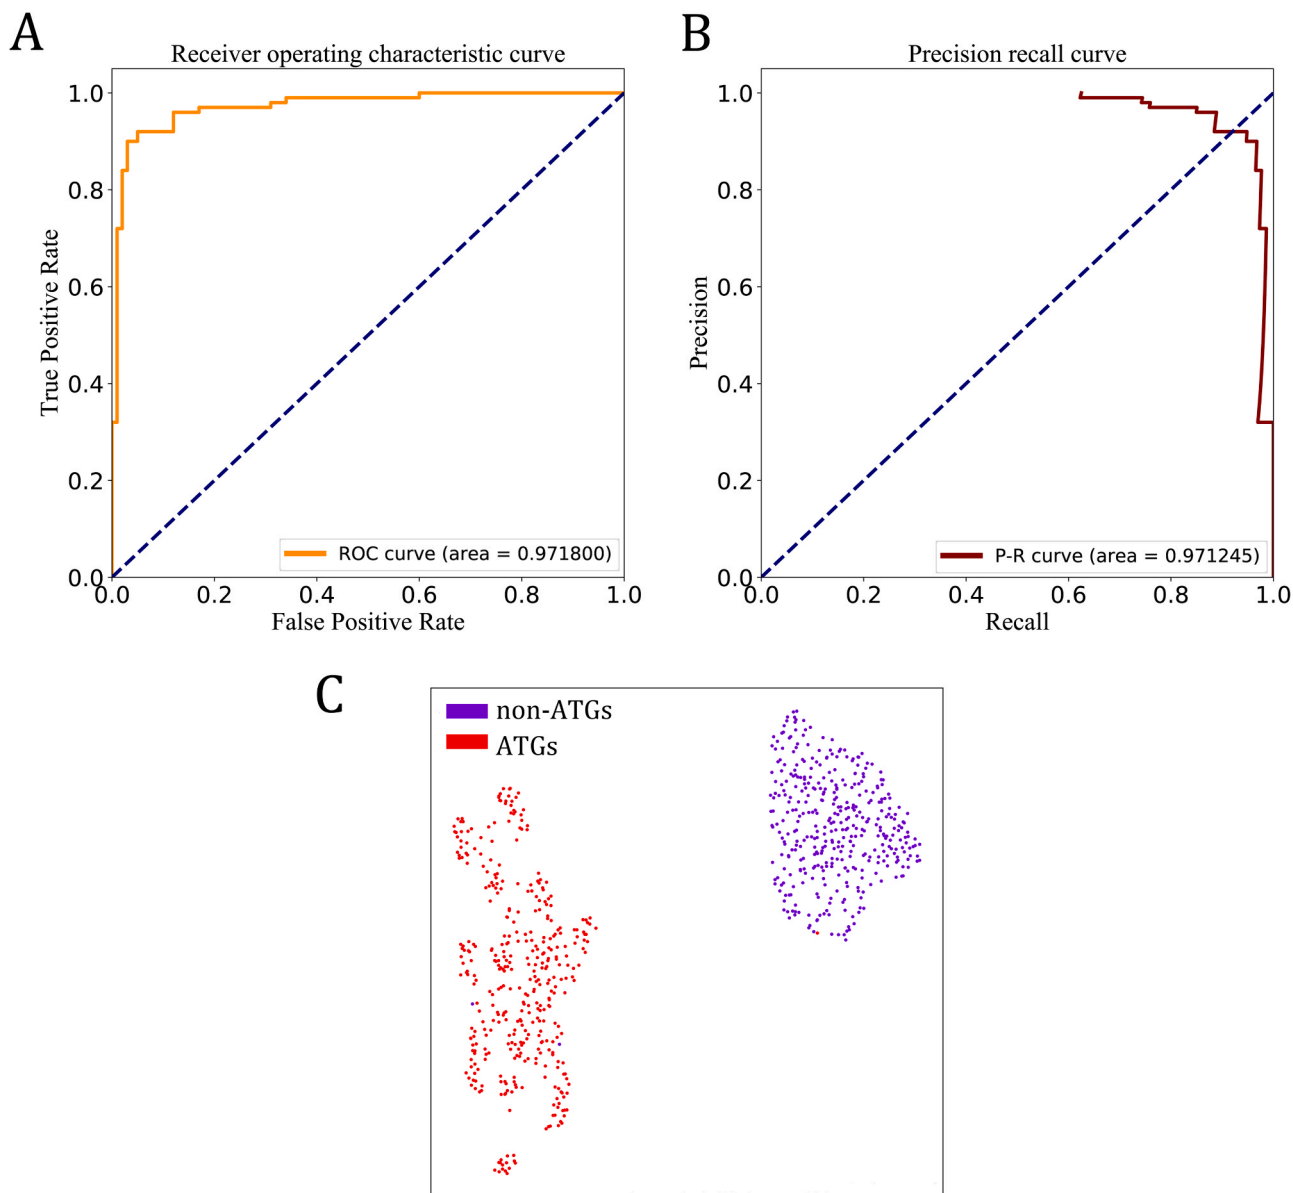 A
Receiver operating characteristic curve
1.0
0.8
0.6
0.4
0.2
0.0
True Positive Rate
ROC curve (area = 0.971800)
0.0 0.2 0.4 0.6 0.8 1.0
False Positive Rate
B
Precision recall curve
1.0
0.8
0.6
0.4
0.2
0.0
Precision
P-R curve (area = 0.971245)
0.0 0.2 0.4 0.6 0.8 1.0
Recall
C
non-ATGs
ATGs